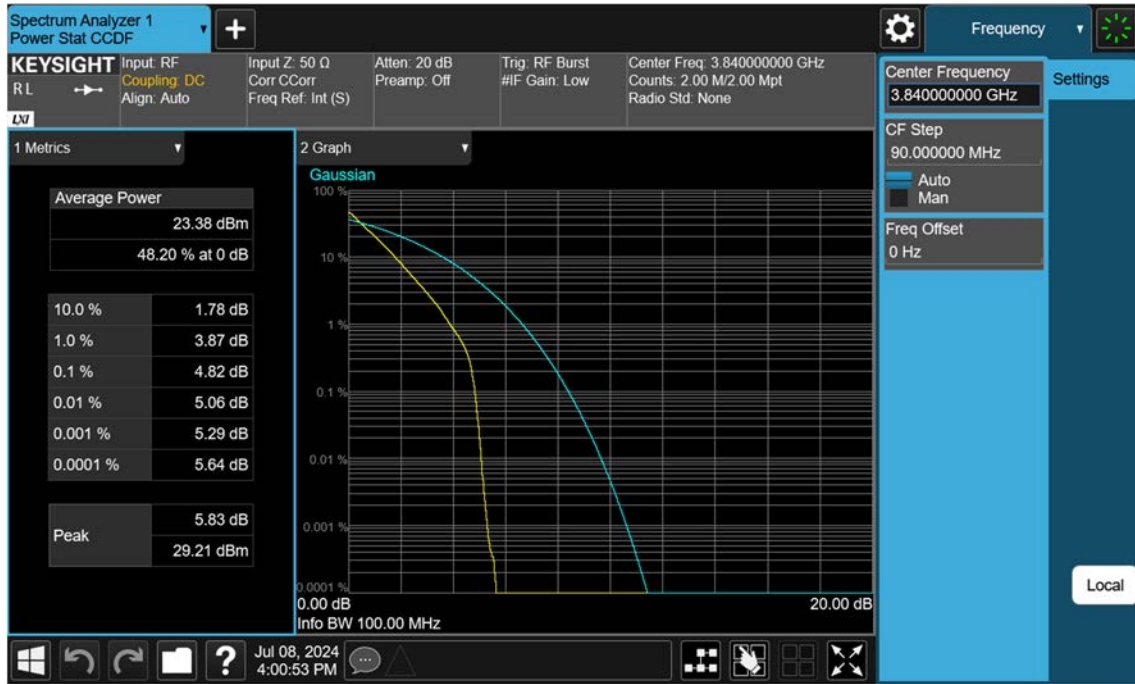 Spectrum Analyzer 1
Power Stat CCDF
+
Frequency
KEYSIGHT
RL
LXI
Input: RF
Coupling: DC
Align: Auto
Input Z: 50 Ω
Corr CCorr
Freq Ref: Int (S)
Atten: 20 dB
Preamp: Off
Trig: RF Burst
#IF Gain: Low
Center Freq: 3.840000000 GHz
Counts: 2.00 M/2.00 Mpt
Radio Std: None
Center Frequency
3.840000000 GHz
Settings
CF Step
90.000000 MHz
Auto
Man
Freq Offset
0 Hz
1 Metrics
Average Power
23.38 dBm
48.20 % at 0 dB
10.0 % 1.78 dB
1.0 % 3.87 dB
0.1 % 4.82 dB
0.01 % 5.06 dB
0.001 % 5.29 dB
0.0001 % 5.64 dB
Peak
5.83 dB
29.21 dBm
2 Graph
Gaussian
100 %
10 %
1 %
0.1 %
0.01 %
0.001 %
0.0001 %
0.00 dB 20.00 dB
Info BW 100.00 MHz
Local
?
Jul 08, 2024
4:00:53 PM